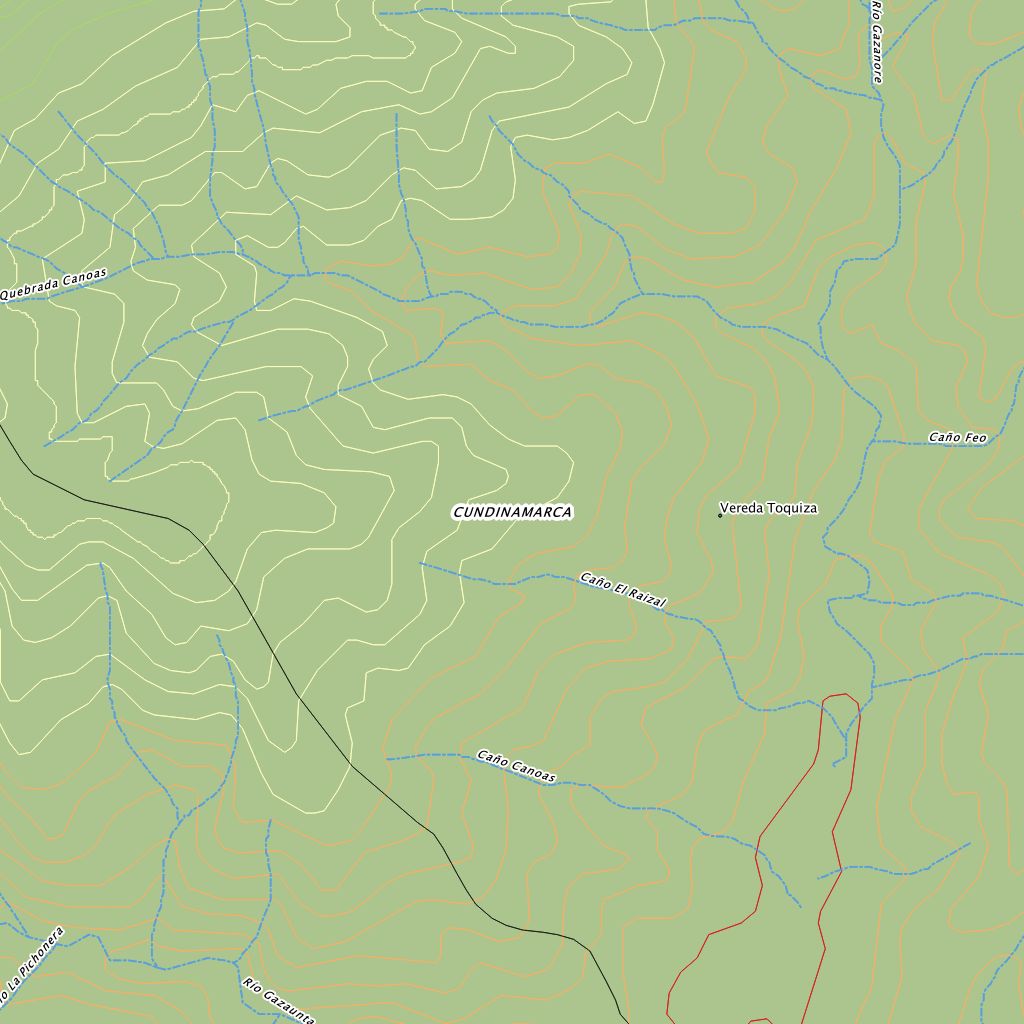 Río Gazanore
Quebrada Canoas
Caño Feo
CUNDINAMARCA
Vereda Toquiza
Caño El Raizal
Caño Canoas
La Pichonera
Río Gazaunta